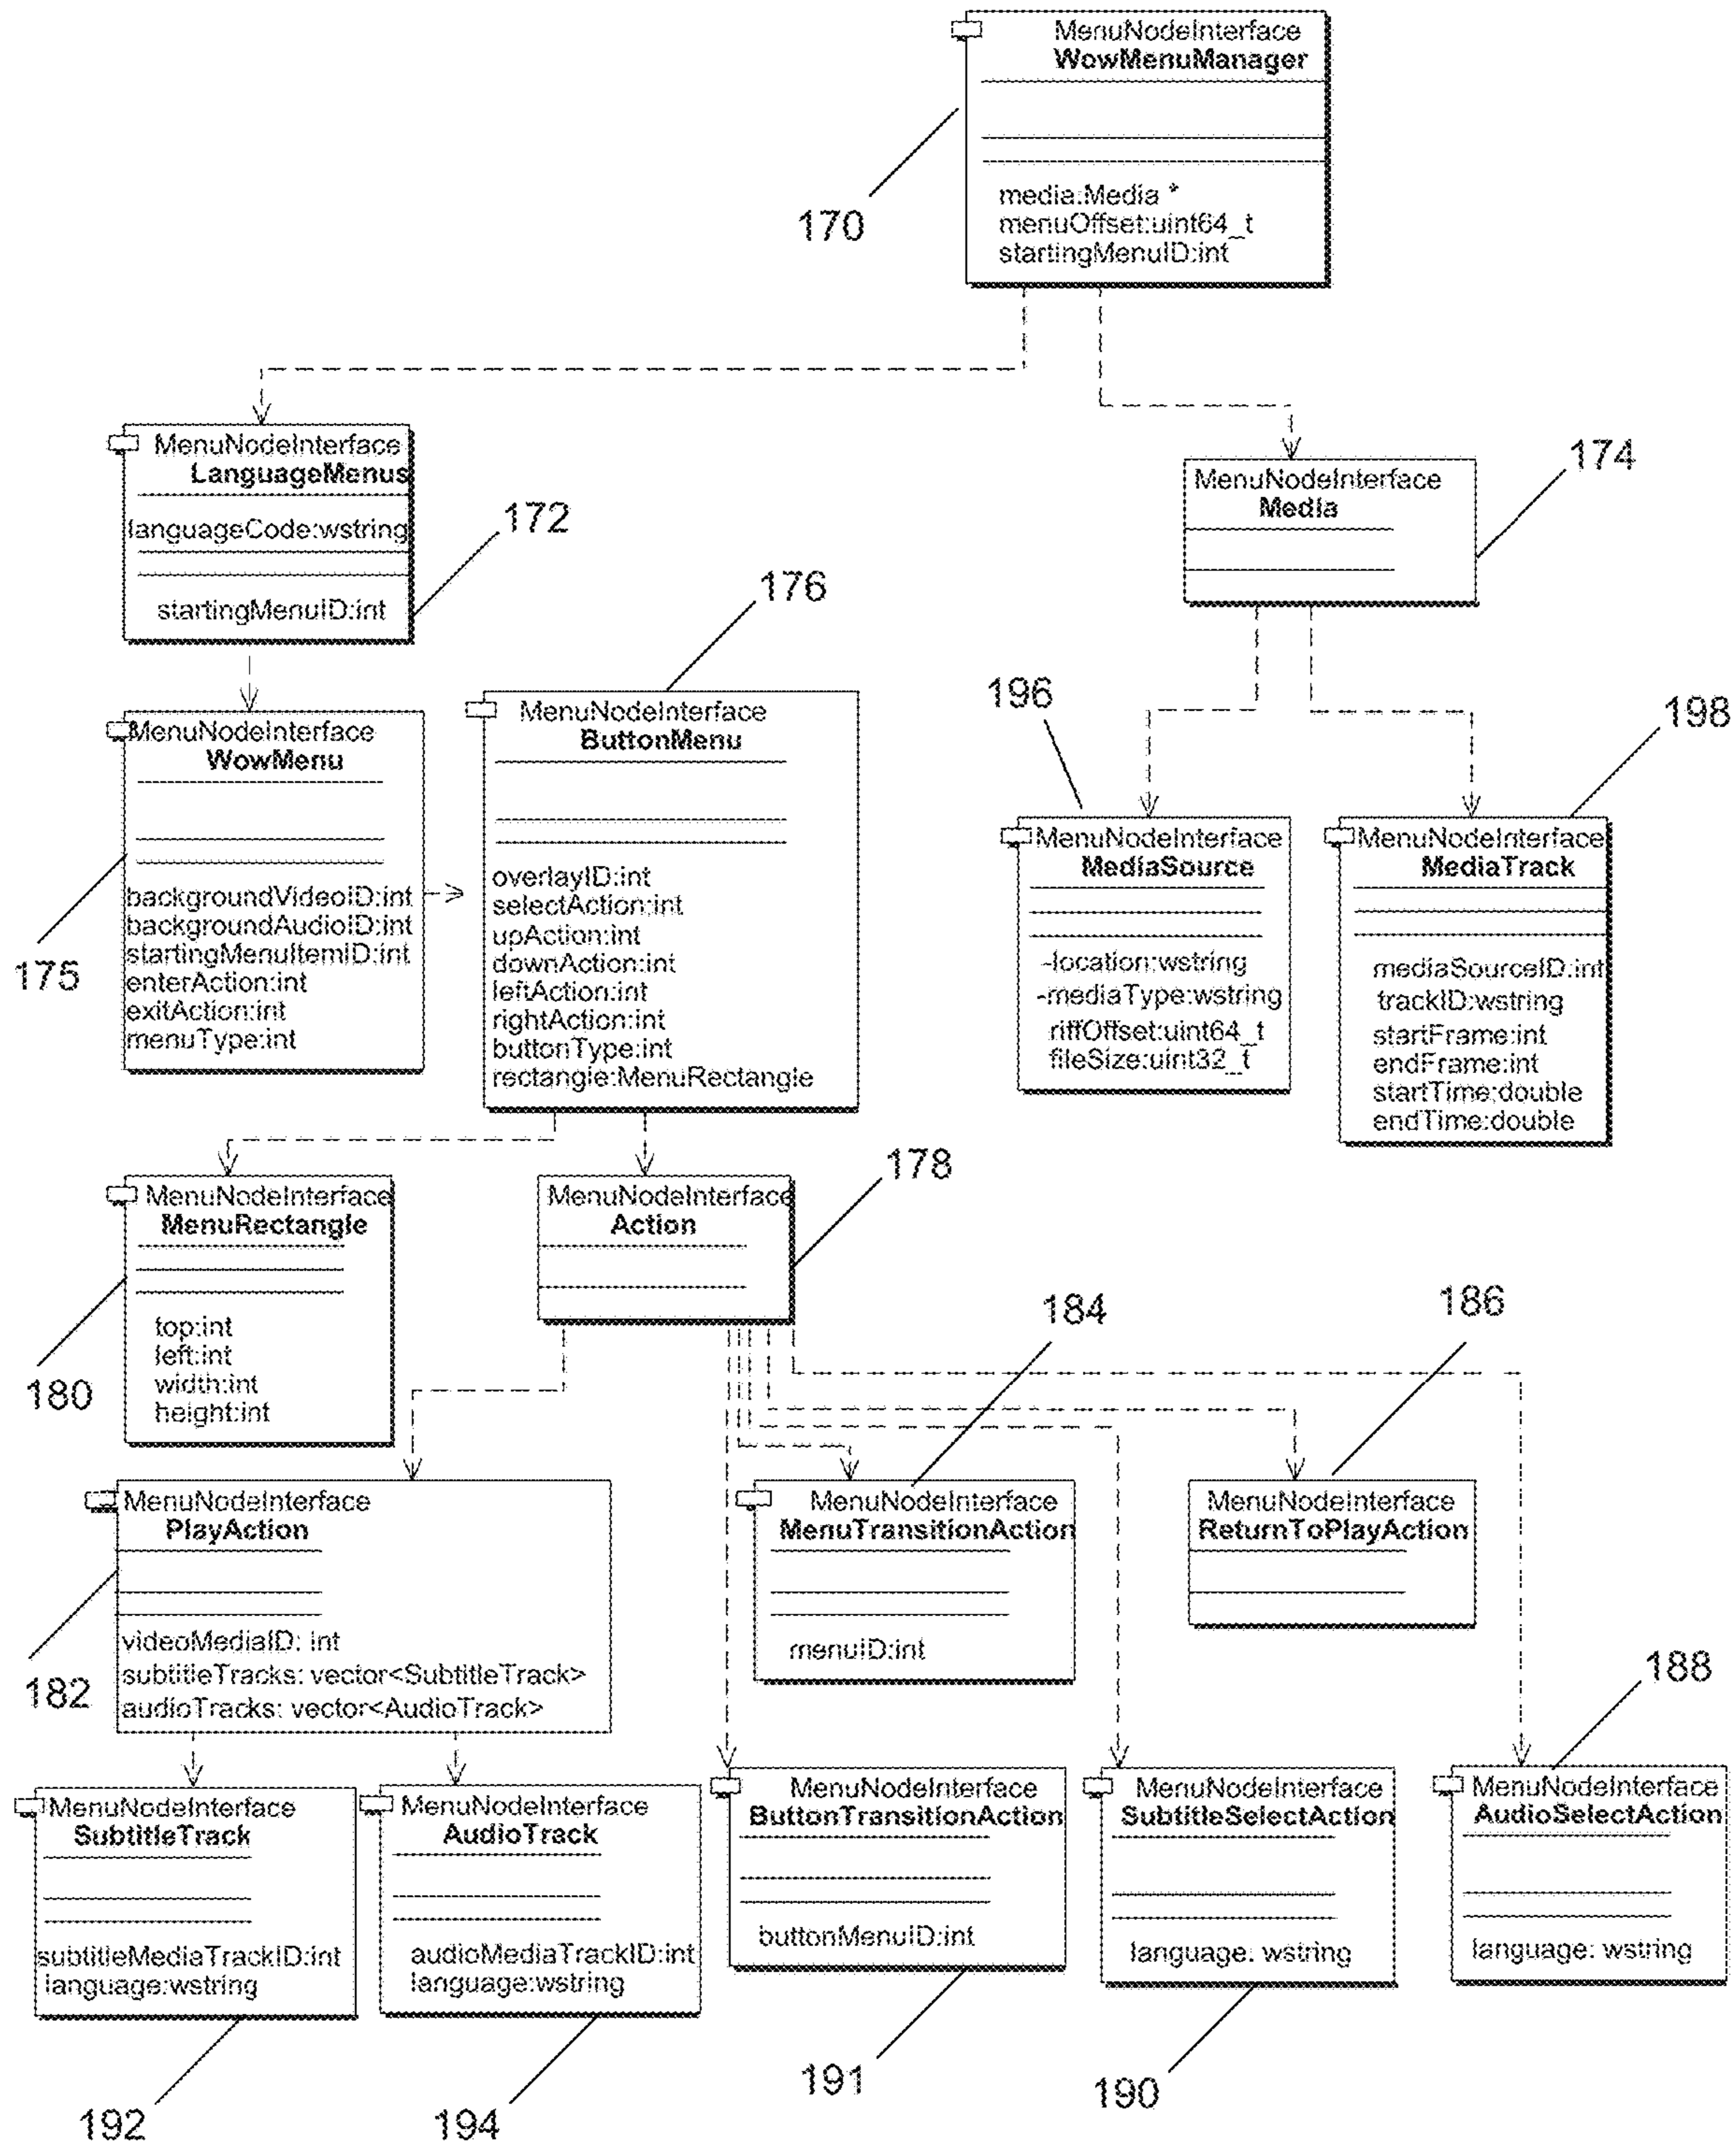 MenuNodeInterface
WowMenuManager
media:Media *
menuOffset:uint64_t
startingMenuID:int
170
MenuNodeInterface
LanguageMenus
languageCode:wstring
startingMenuID:int
172
MenuNodeInterface
Media
174
176
MenuNodeInterface
WowMenu
backgroundVideoID:int
backgroundAudioID:int
startingMenuItemID:int
enterAction:int
exitAction:int
menuType:int
175
MenuNodeInterface
ButtonMenu
overlayID:int
selectAction:int
upAction:int
downAction:int
leftAction:int
rightAction:int
buttonType:int
rectangle:MenuRectangle
196
MenuNodeInterface
MediaSource
-location:wstring
-mediaType:wstring
riffOffset:uint64_t
fileSize:uint32_t
198
MenuNodeInterface
MediaTrack
mediaSourceID:int
trackID:wstring
startFrame:int
endFrame:int
startTime:double
endTime:double
MenuNodeInterface
MenuRectangle
top:int
left:int
width:int
height:int
180
MenuNodeInterface
Action
178
184
186
MenuNodeInterface
PlayAction
videoMediaID: int
subtitleTracks: vector<SubtitleTrack>
audioTracks: vector<AudioTrack>
182
MenuNodeInterface
MenuTransitionAction
menuID:int
MenuNodeInterface
ReturnToPlayAction
188
MenuNodeInterface
SubtitleTrack
subtitleMediaTrackID:int
language:wstring
192
MenuNodeInterface
AudioTrack
audioMediaTrackID:int
language:wstring
194
MenuNodeInterface
ButtonTransitionAction
buttonMenuID:int
191
MenuNodeInterface
SubtitleSelectAction
language: wstring
190
MenuNodeInterface
AudioSelectAction
language: wstring